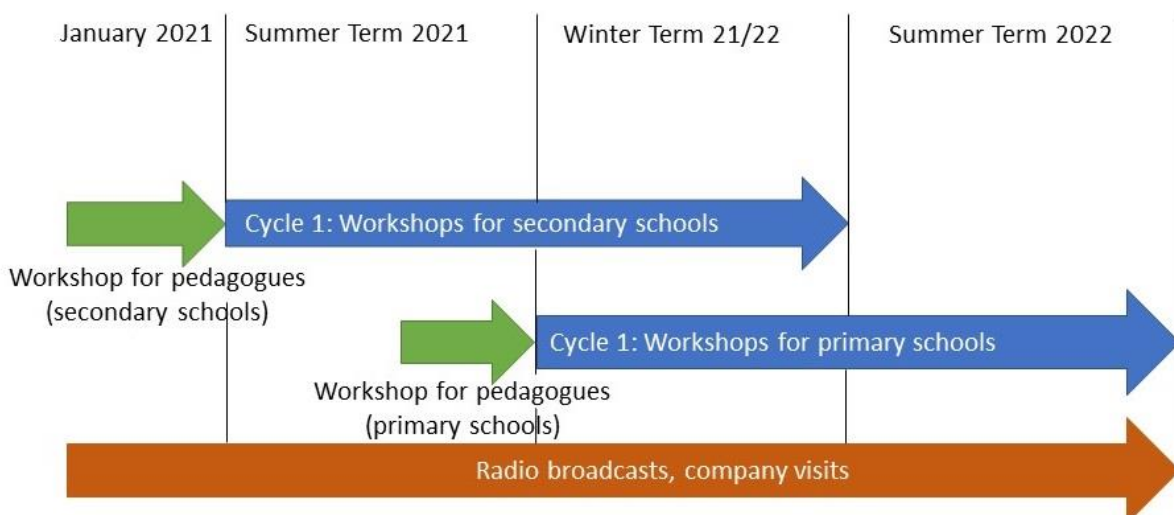 January 2021
Summer Term 2021
Winter Term 21/22
Summer Term 2022
Cycle 1: Workshops for secondary schools
Workshop for pedagogues
(secondary schools)
Cycle 1: Workshops for primary schools
Workshop for pedagogues
(primary schools)
Radio broadcasts, company visits